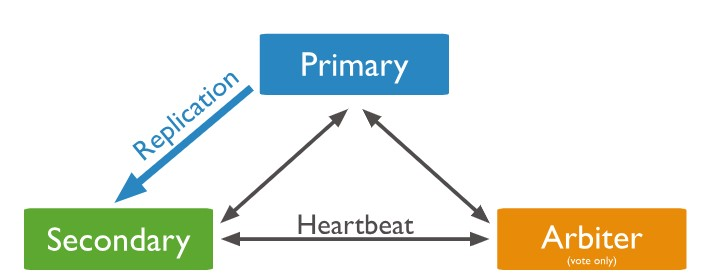 Primary
Replication
Secondary
Heartbeat
Arbiter
(vote only)